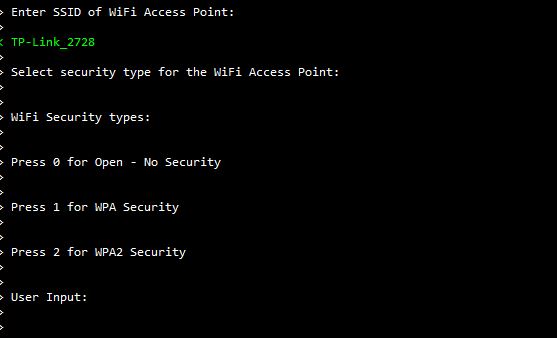 > Enter SSID of WiFi Access Point:
>
< TP-Link_2728
>
> Select security type for the WiFi Access Point:
>
>
> WiFi Security types:
>
>
> Press 0 for Open - No Security
>
>
> Press 1 for WPA Security
>
>
> Press 2 for WPA2 Security
>
>
> User Input:
>
>